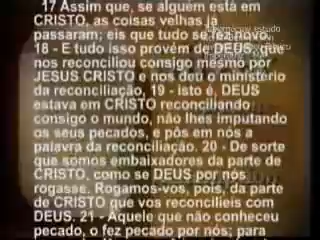 17 Assim que, se alguém está em
CRISTO, as coisas velhas já
passaram; eis que tudo se fez novo.
18 - E tudo isso provém de DEUS, que
nos reconciliou consigo mesmo por
JESUS CRISTO e nos deu o ministério
da reconciliação, 19 - isto é, DEUS
estava em CRISTO reconciliando
consigo o mundo, não lhes imputando
os seus pecados, e pôs em nós a
palavra da reconciliação. 20 - De sorte
que somos embaixadores da parte de
CRISTO, como se DEUS por nós
rogasse. Rogamos-vos, pois, da parte
de CRISTO que vos reconcilieis com
DEUS. 21 - Àquele que não conheceu
pecado, o fez pecado por nós; para
estudo